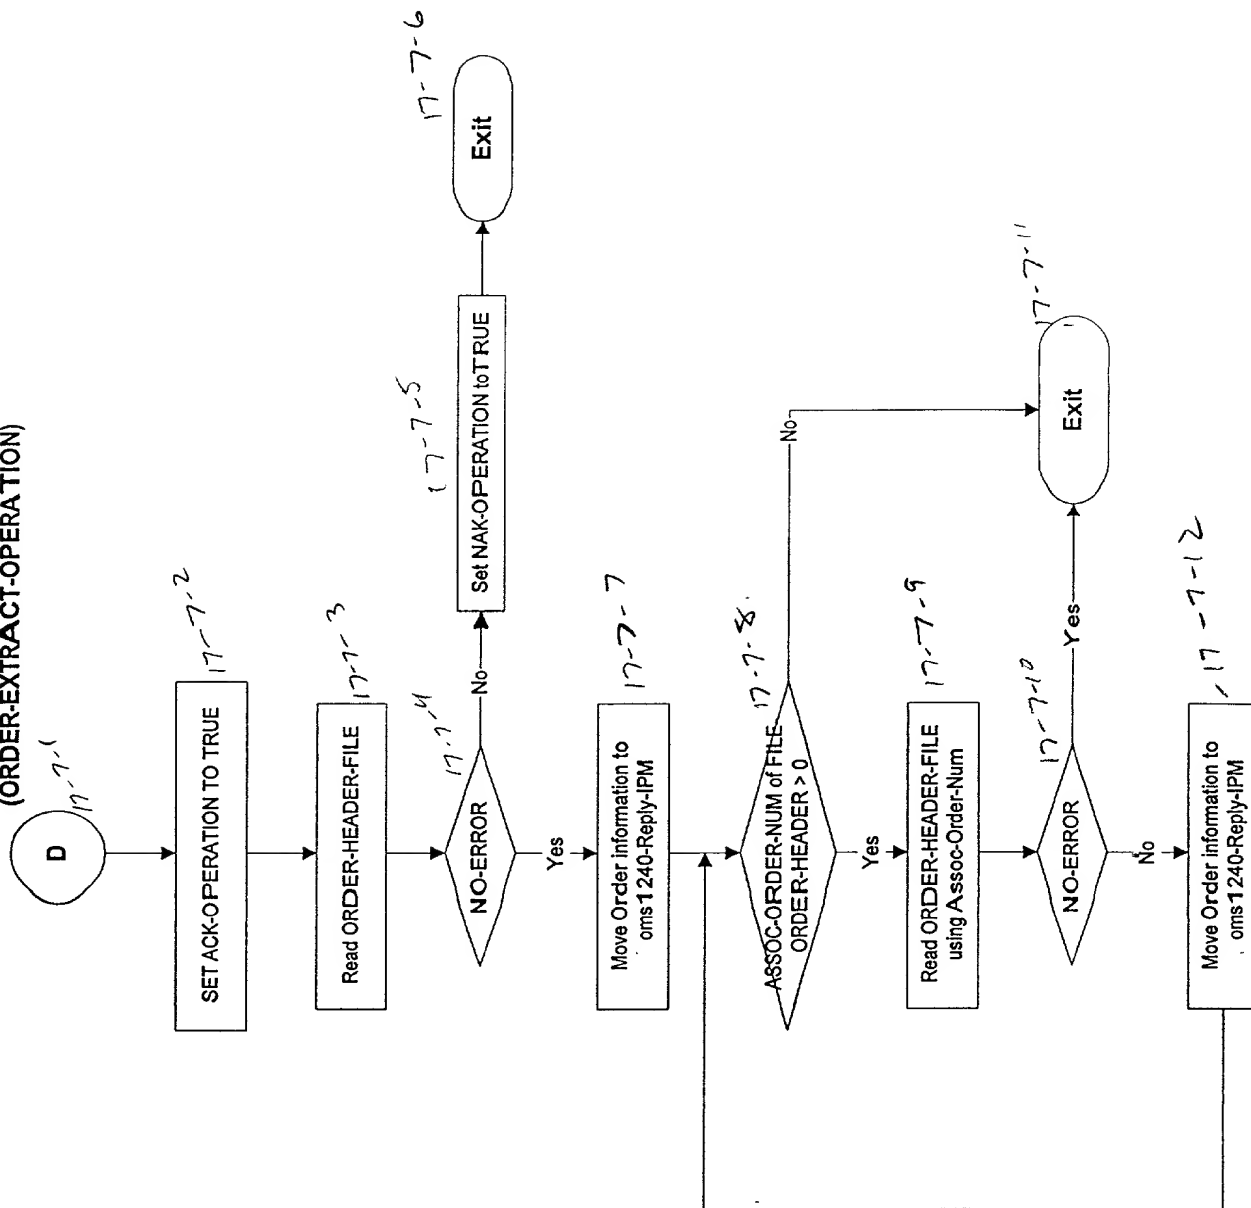 (ORDER-EXTRACT-OPERATION)
D
17-7-1
SET ACK-OPERATION TO TRUE
17-7-2
Read ORDER-HEADER-FILE
17-7-3
NO-ERROR
17-7-4
No
Set NAK-OPERATION to TRUE
17-7-5
Exit
17-7-6
Yes
Move Order information to
oms1240-Reply-IPM
17-7-7
ASSOC-ORDER-NUM of FILE-
ORDER-HEADER > 0
17-7-8.
No
Yes
Read ORDER-HEADER-FILE
using Assoc-Order-Num
17-7-9
NO-ERROR
17-7-10
Yes
Exit
17-7-11
No
Move Order information to
oms1240-Reply-IPM
17-7-12